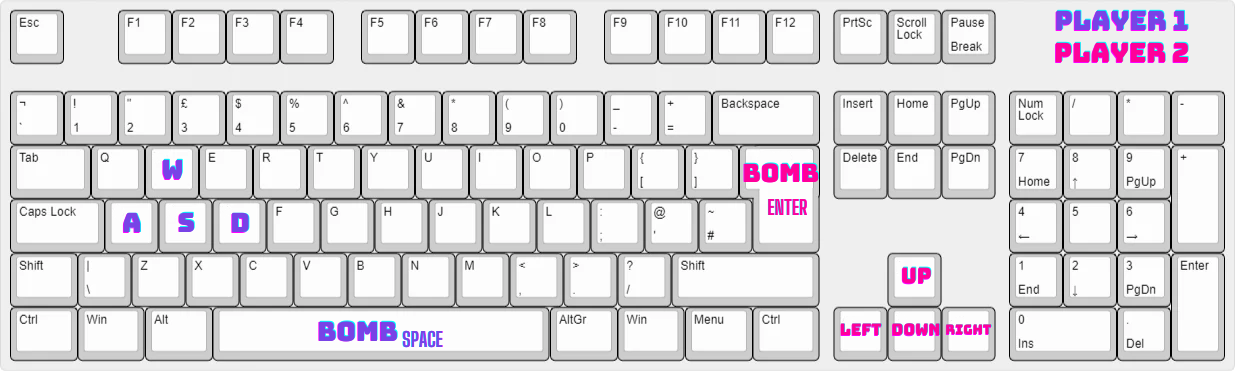 Esc F1 F2 F3 F4 F5 F6 F7 F8 F9 F10 F11 F12 PrtSc Scroll Lock Pause Break
PLAYER 1
PLAYER 2
¬ ` ! 1 " 2 £ 3 $ 4 % 5 ^ 6 & 7 * 8 ( 9 ) 0 _ - + = Backspace Insert Home PgUp Num Lock / * -
Tab Q W E R T Y U I O P { [ } ] BOMB ENTER Delete End PgDn 7 Home 8 ↑ 9 PgUp +
Caps Lock A S D F G H J K L : ; @ ' ~ # 4 ← 5 6 →
Shift | \ Z X C V B N M < , > . ? / Shift UP 1 End 2 ↓ 3 PgDn Enter
Ctrl Win Alt BOMB SPACE AltGr Win Menu Ctrl LEFT DOWN RIGHT 0 Ins . Del